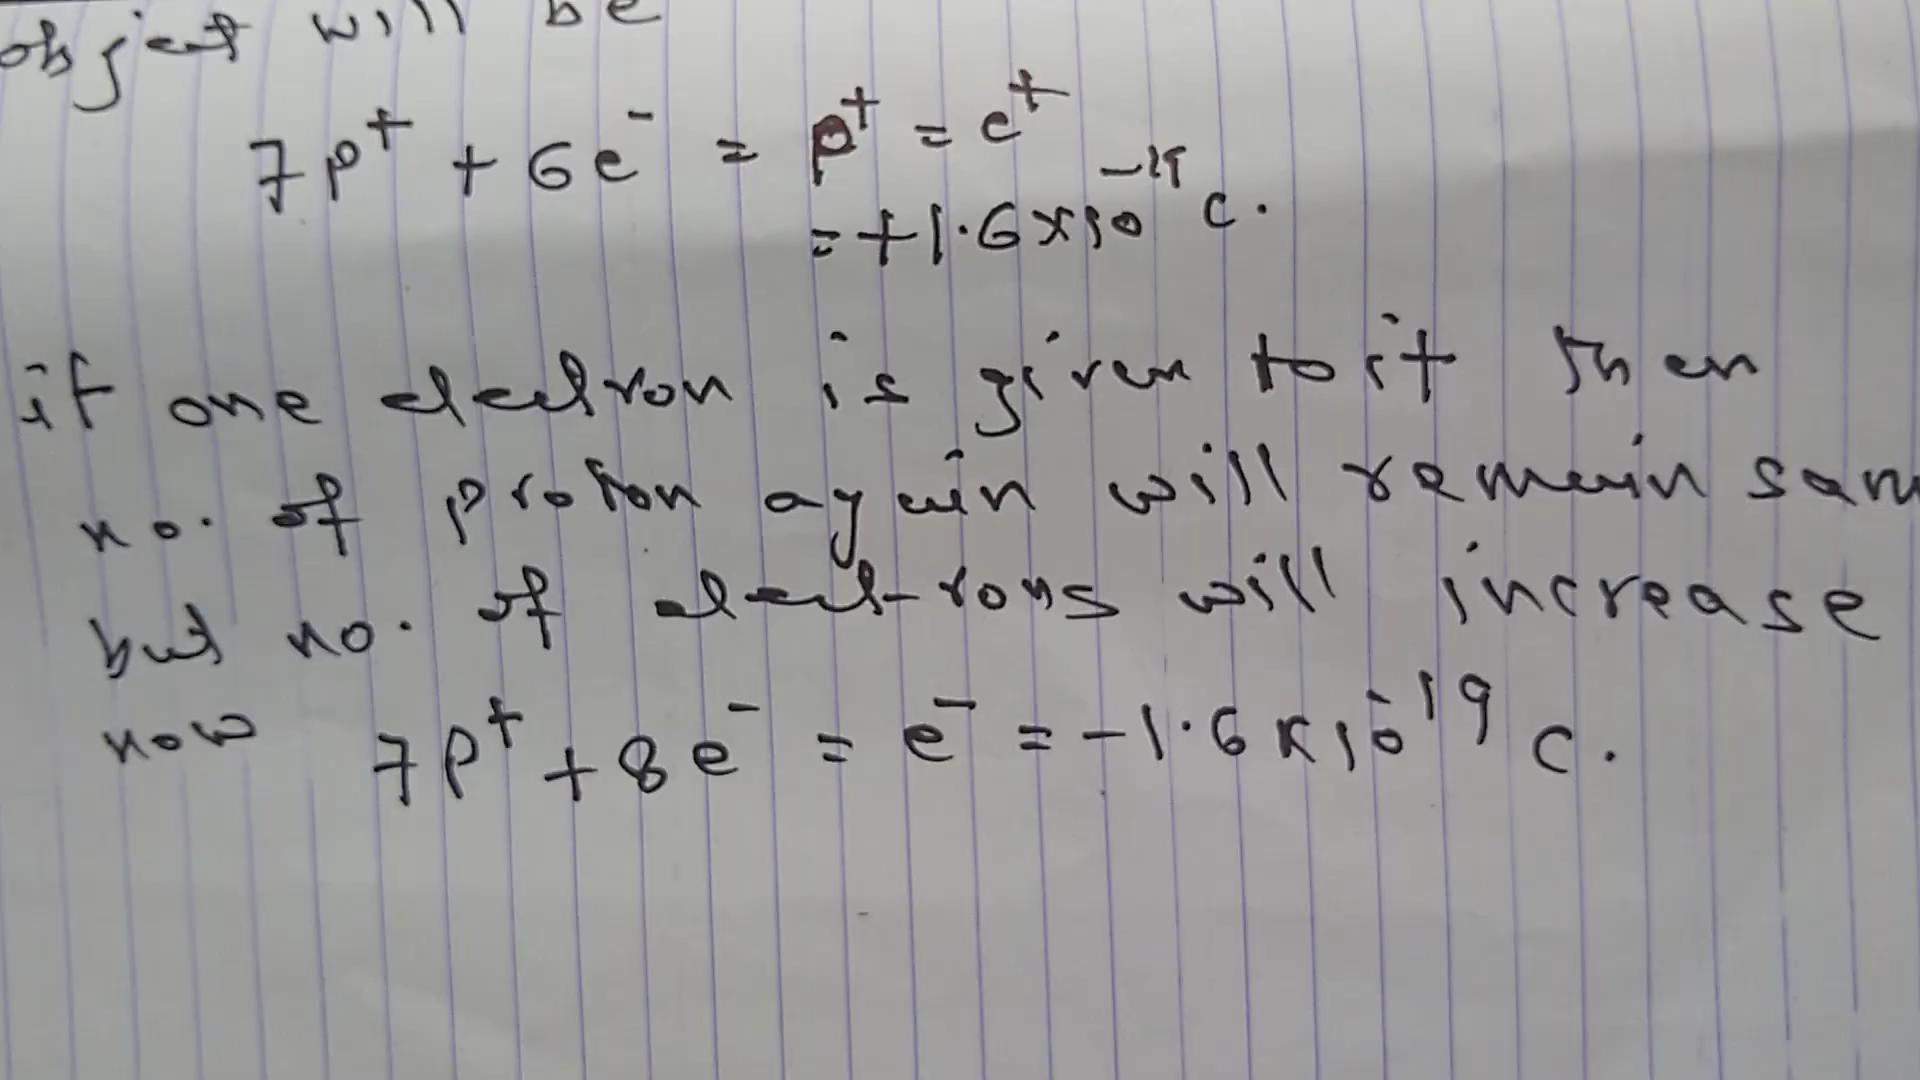 object will be
7p⁺ + 6e⁻ = p⁺ = e⁺
= +1.6×10⁻¹⁹ c.
if one electron is given to it then
no. of proton again will remain sam
but no. of electrons will increase
now 7p⁺ + 8e⁻ = e⁻ = -1.6×10⁻¹⁹ c.